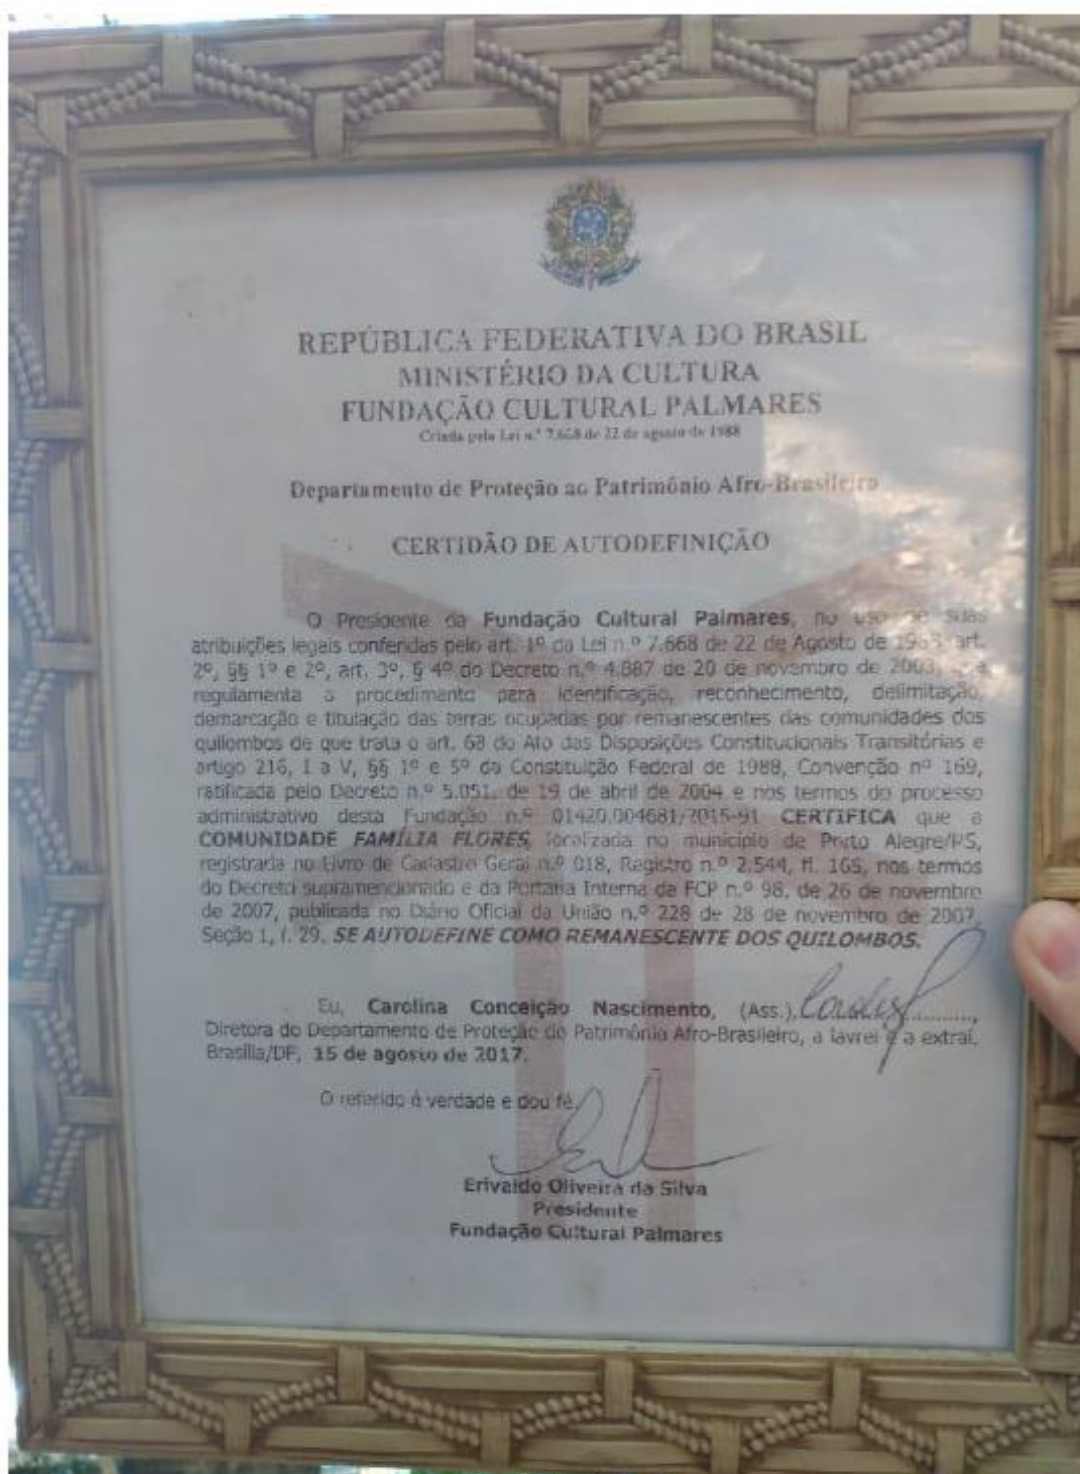 REPÚBLICA FEDERATIVA DO BRASIL
MINISTÉRIO DA CULTURA
FUNDAÇÃO CULTURAL PALMARES
Criada pela Lei n.º 7.668 de 22 de agosto de 1988
Departamento de Proteção ao Patrimônio Afro-Brasileiro
CERTIDÃO DE AUTODEFINIÇÃO
O Presidente da Fundação Cultural Palmares, no uso de suas
atribuições legais conferidas pelo art. 1º da Lei n.º 7.668 de 22 de Agosto de 1988, art.
2º, §§ 1º e 2º, art. 3º, § 4º do Decreto n.º 4.887 de 20 de novembro de 2003,
regulamenta o procedimento para identificação, reconhecimento, delimitação,
demarcação e titulação das terras ocupadas por remanescentes das comunidades dos
quilombos de que trata o art. 68 do Ato das Disposições Constitucionais Transitórias e
artigo 216, I a V, §§ 1º e 5º da Constituição Federal de 1988, Convenção nº 169,
ratificada pelo Decreto n.º 5.051, de 19 de abril de 2004 e nos termos do processo
administrativo desta Fundação n.º 01420.004681/2015-91 CERTIFICA que a
COMUNIDADE FAMÍLIA FLORES, localizada no município de Porto Alegre/RS,
registrada no Livro de Cadastro Geral n.º 018, Registro n.º 2.544, fl. 165, nos termos
do Decreto supramencionado e da Portaria Interna da FCP n.º 98, de 26 de novembro
de 2007, publicada no Diário Oficial da União n.º 228 de 28 de novembro de 2007,
Seção 1, f. 29, SE AUTODEFINE COMO REMANESCENTE DOS QUILOMBOS.
Eu, Carolina Conceição Nascimento, (Ass.)..........,
Diretora do Departamento de Proteção do Patrimônio Afro-Brasileiro, a lavrei e a extraí.
Brasília/DF, 15 de agosto de 2017.
O referido é verdade e dou fé
Erivaldo Oliveira da Silva
Presidente
Fundação Cultural Palmares